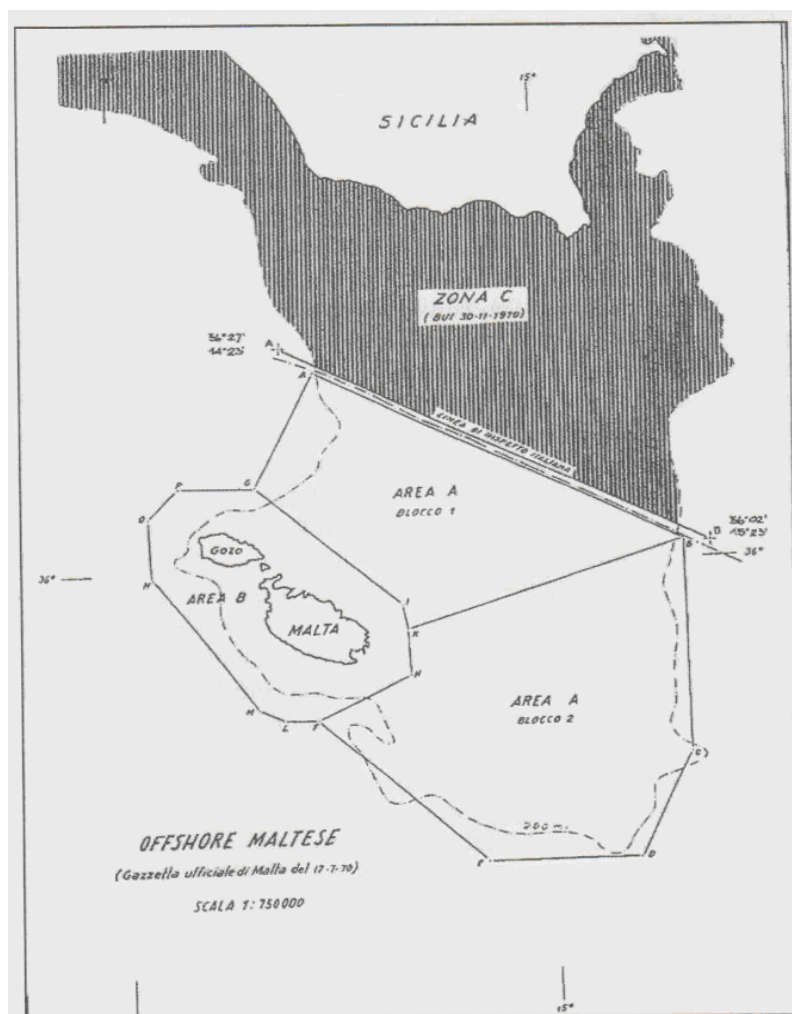 15°
SICILIA
ZONA C
( BUI 30-11-1970)
36°27'
14°23'
A
A
LINEA DI RISPETTO ITALIANA
AREA A
BLOCCO 1
P
G
O
36°02'
15°23'
B
B
36°
GOZO
36°
N
AREA B
J
K
MALTA
H
AREA A
BLOCCO 2
M
L
F
200 m.
E
D
OFFSHORE MALTESE
(Gazzetta ufficiale di Malta del 17-7-70)
SCALA 1:750000
15°